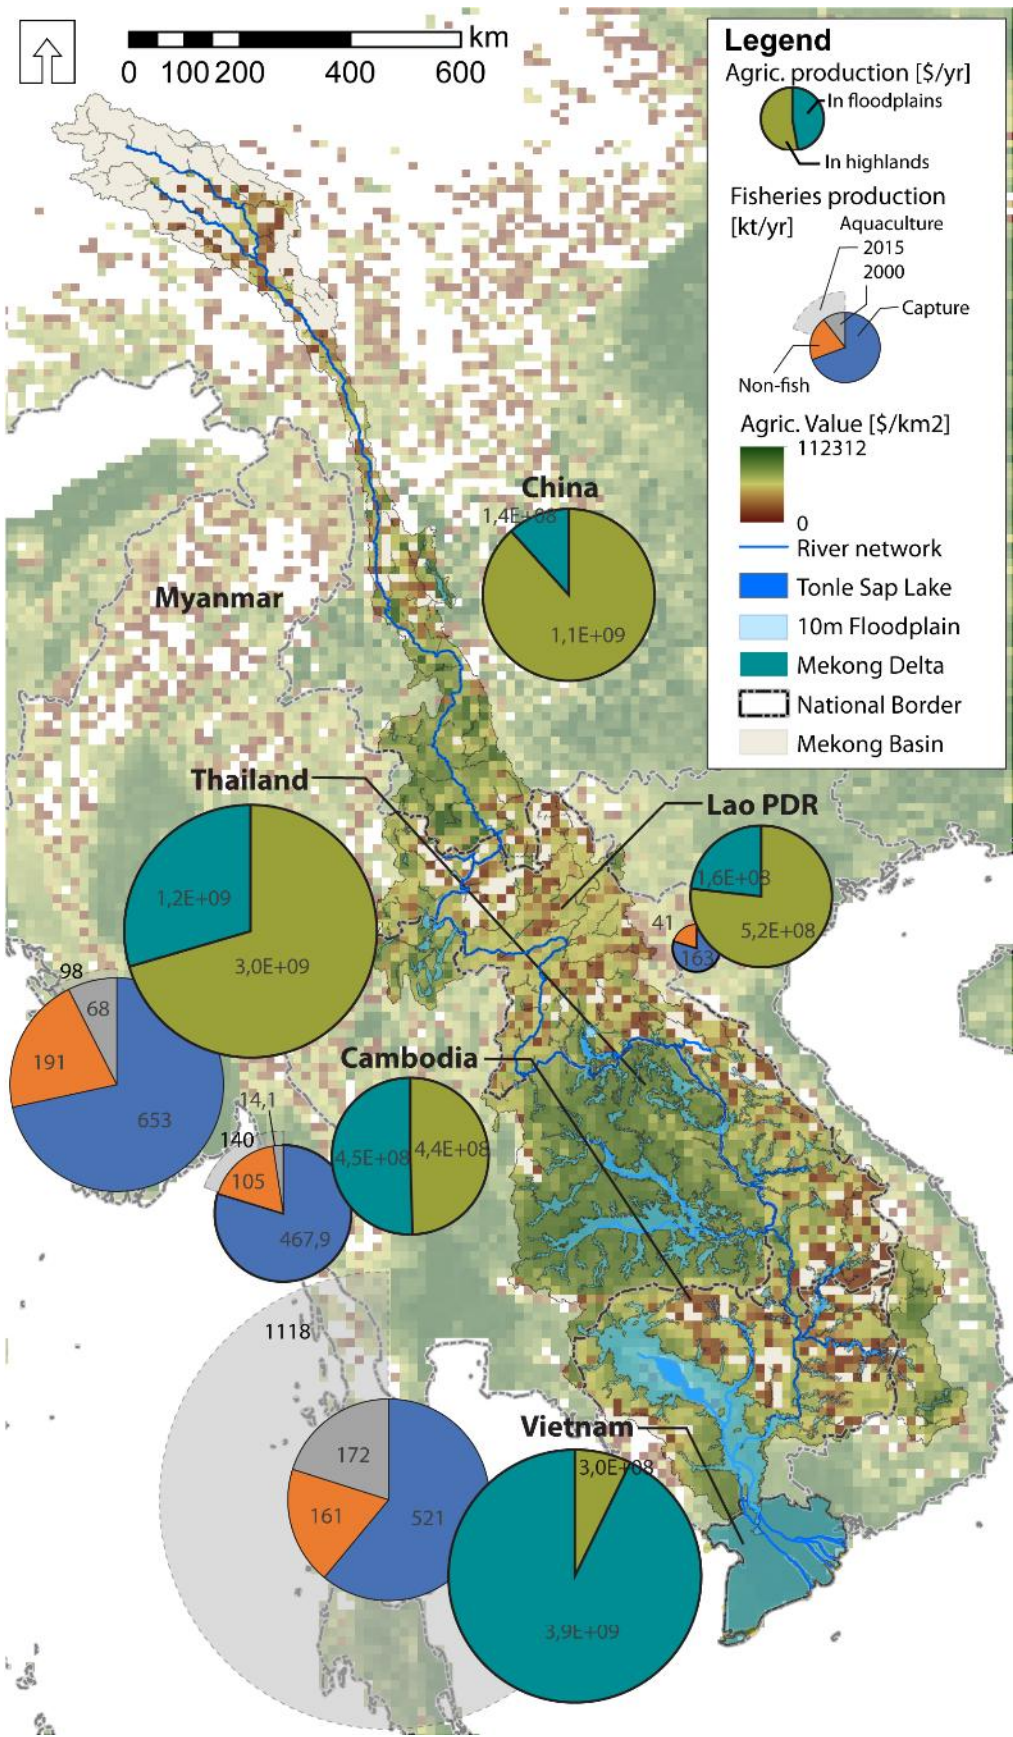 km
0 100 200 400 600
Legend
Agric. production [$/yr]
In floodplains
In highlands
Fisheries production
[kt/yr]
Aquaculture
2015
2000
Capture
Non-fish
Agric. Value [$/km2]
112312
0
River network
Tonle Sap Lake
10m Floodplain
Mekong Delta
National Border
Mekong Basin
China
1,4E+08
1,1E+09
Myanmar
Thailand
1,2E+09
3,0E+09
98
68
191
653
Lao PDR
1,6E+08
5,2E+08
41
163
Cambodia
4,5E+08
4,4E+08
14,1
140
105
467,9
1118
172
161
521
Vietnam
3,0E+08
3,9E+09